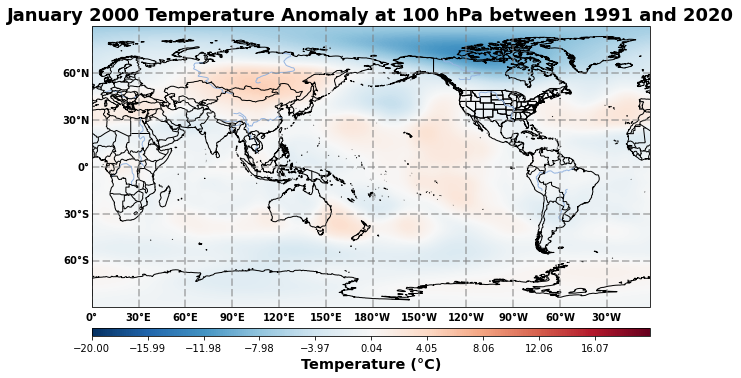 January 2000 Temperature Anomaly at 100 hPa between 1991 and 2020
60°N
30°N
0°
30°S
60°S
0° 30°E 60°E 90°E 120°E 150°E 180° 150°W 120°W 90°W 60°W 30°W
−20.00 −15.99 −11.98 −7.98 −3.97 0.04 4.05 8.06 12.06 16.07
Temperature (°C)